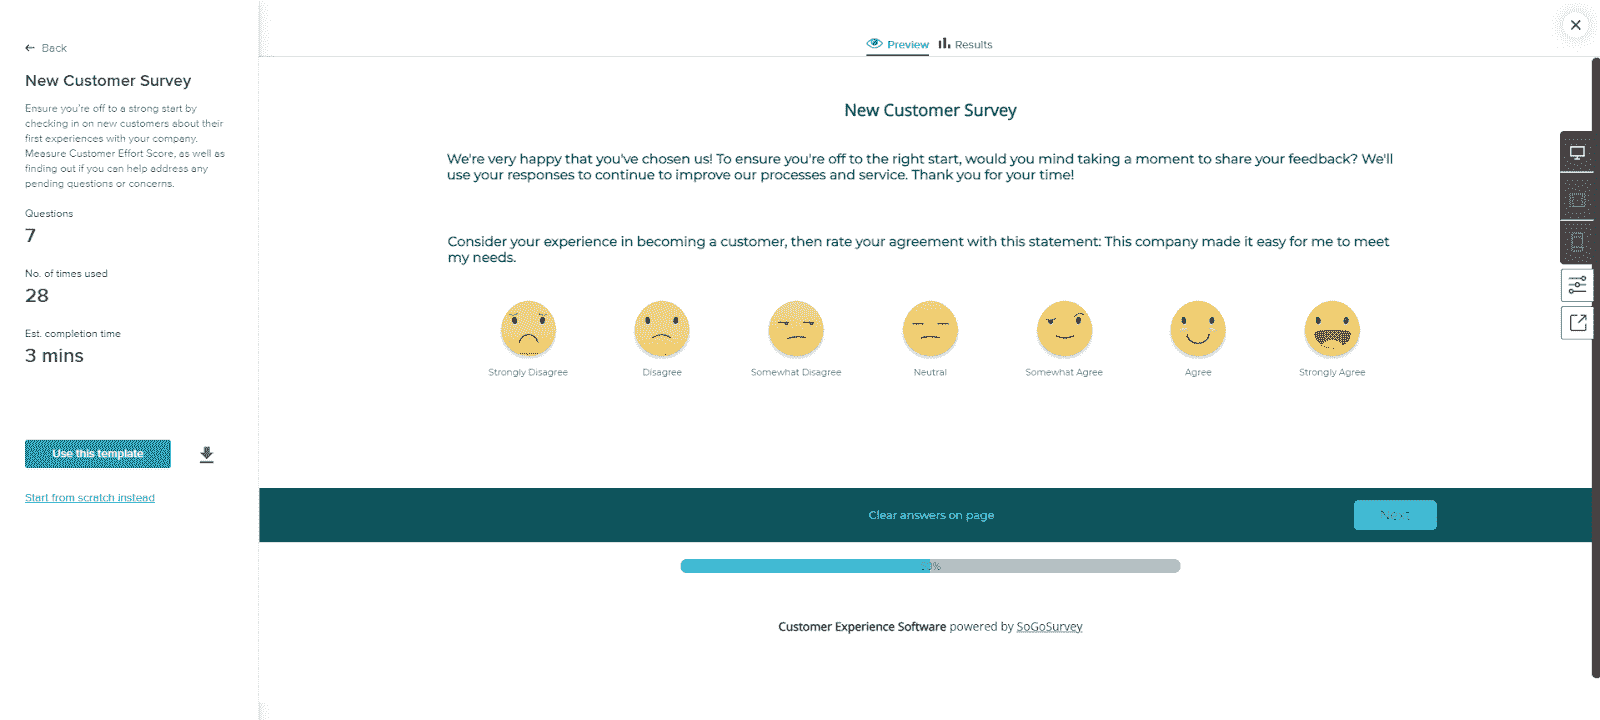 Back
New Customer Survey
Ensure you're off to a strong start by
checking in on new customers about their
first experiences with your company.
Measure Customer Effort Score, as well as
finding out if you can help address any
pending questions or concerns.
Questions
7
No. of times used
28
Est. completion time
3 mins
Use this template
Start from scratch instead
Preview
Results
New Customer Survey
We're very happy that you've chosen us! To ensure you're off to the right start, would you mind taking a moment to share your feedback? We'll
use your responses to continue to improve our processes and service. Thank you for your time!
Consider your experience in becoming a customer, then rate your agreement with this statement: This company made it easy for me to meet
my needs.
Strongly Disagree
Disagree
Somewhat Disagree
Neutral
Somewhat Agree
Agree
Strongly Agree
Clear answers on page
Next
Customer Experience Software powered by SoGoSurvey